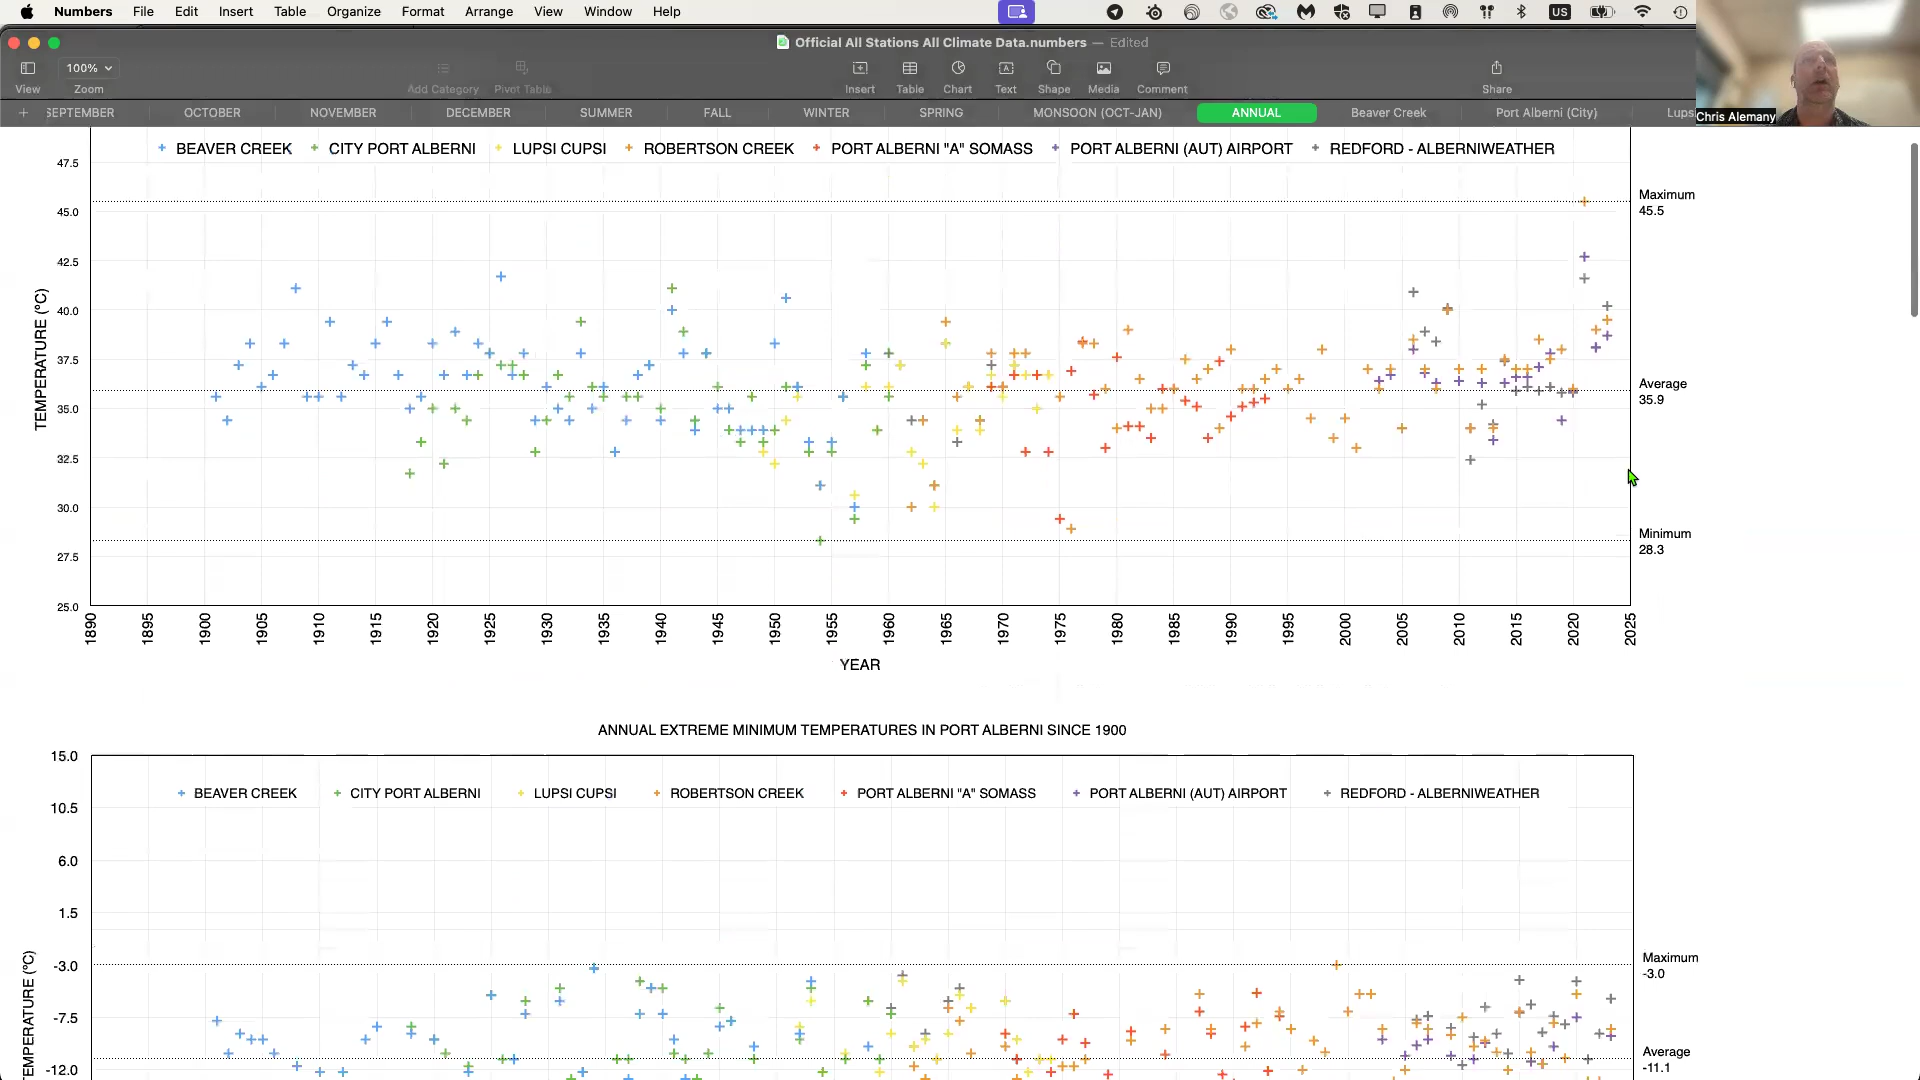 Numbers File Edit Insert Table Organize Format Arrange View Window Help US
Official All Stations All Climate Data.numbers — Edited
100%
View Zoom Add Category Pivot Table Insert Table Chart Text Shape Media Comment Share
+ SEPTEMBER OCTOBER NOVEMBER DECEMBER SUMMER FALL WINTER SPRING MONSOON (OCT-JAN) ANNUAL Beaver Creek Port Alberni (City) Lups
Chris Alemany
BEAVER CREEK CITY PORT ALBERNI LUPSI CUPSI ROBERTSON CREEK PORT ALBERNI "A" SOMASS PORT ALBERNI (AUT) AIRPORT REDFORD - ALBERNIWEATHER
47.5
Maximum
45.5
45.0
42.5
40.0
37.5
Average
35.9
35.0
32.5
30.0
Minimum
28.3
27.5
25.0
TEMPERATURE (°C)
1890 1895 1900 1905 1910 1915 1920 1925 1930 1935 1940 1945 1950 1955 1960 1965 1970 1975 1980 1985 1990 1995 2000 2005 2010 2015 2020 2025
YEAR
ANNUAL EXTREME MINIMUM TEMPERATURES IN PORT ALBERNI SINCE 1900
15.0
BEAVER CREEK CITY PORT ALBERNI LUPSI CUPSI ROBERTSON CREEK PORT ALBERNI "A" SOMASS PORT ALBERNI (AUT) AIRPORT REDFORD - ALBERNIWEATHER
10.5
6.0
1.5
Maximum
-3.0
-3.0
-7.5
Average
-11.1
-12.0
TEMPERATURE (°C)